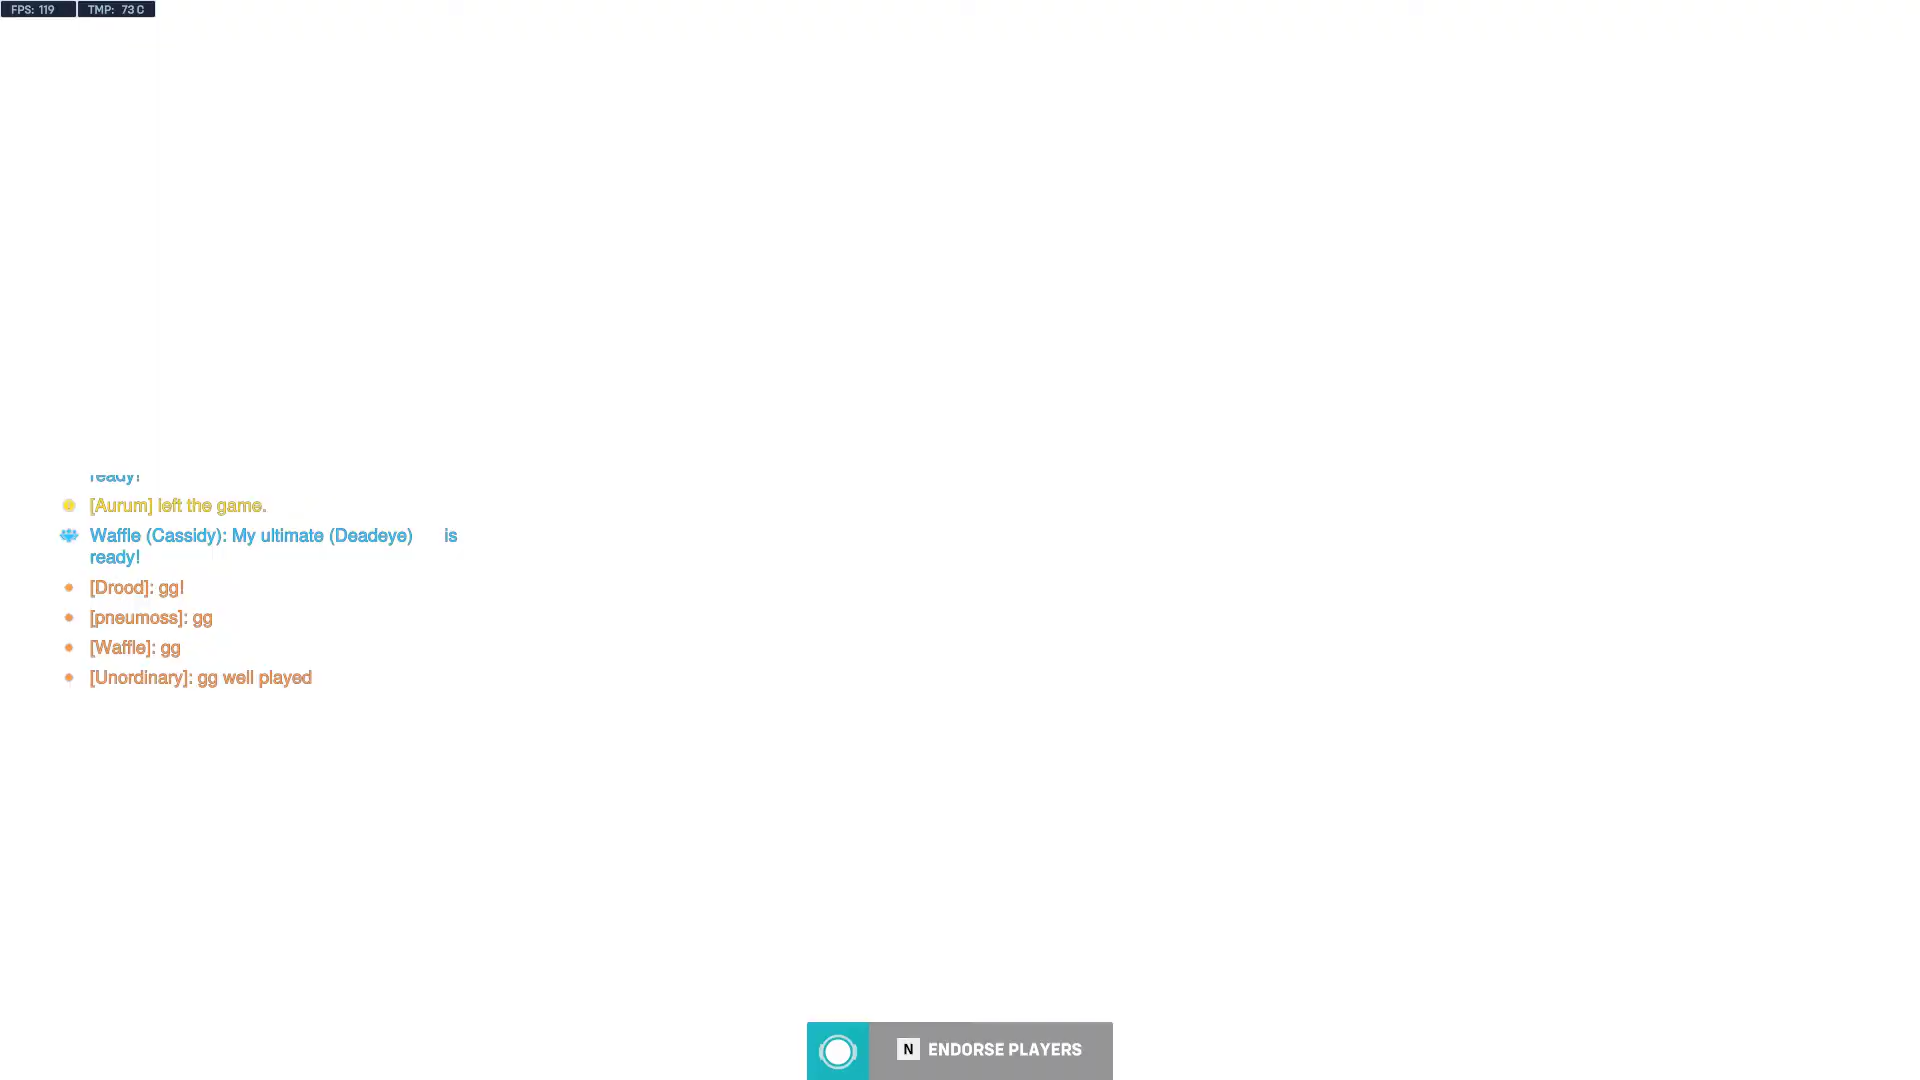 FPS: 119 TMP: 73 C
ready!
[Aurum] left the game.
Waffle (Cassidy): My ultimate (Deadeye) is
ready!
[Drood]: gg!
[pneumoss]: gg
[Waffle]: gg
[Unordinary]: gg well played
N ENDORSE PLAYERS